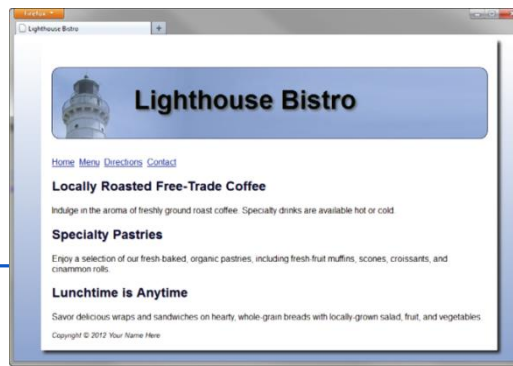 Firefox
Lighthouse Bistro
Lighthouse Bistro
Home Menu Directions Contact
Locally Roasted Free-Trade Coffee
Indulge in the aroma of freshly ground roast coffee. Specialty drinks are available hot or cold.
Specialty Pastries
Enjoy a selection of our fresh-baked, organic pastries, including fresh-fruit muffins, scones, croissants, and
cinammon rolls.
Lunchtime is Anytime
Savor delicious wraps and sandwiches on hearty, whole-grain breads with locally-grown salad, fruit, and vegetables.
Copyright © 2012 Your Name Here